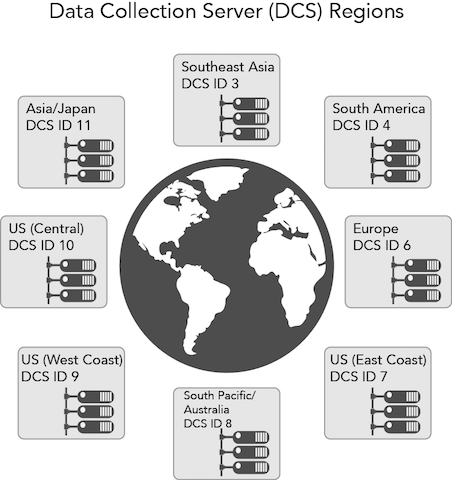 Data Collection Server (DCS) Regions
Southeast Asia
DCS ID 3
Asia/Japan
DCS ID 11
South America
DCS ID 4
US (Central)
DCS ID 10
Europe
DCS ID 6
US (West Coast)
DCS ID 9
US (East Coast)
DCS ID 7
South Pacific/
Australia
DCS ID 8